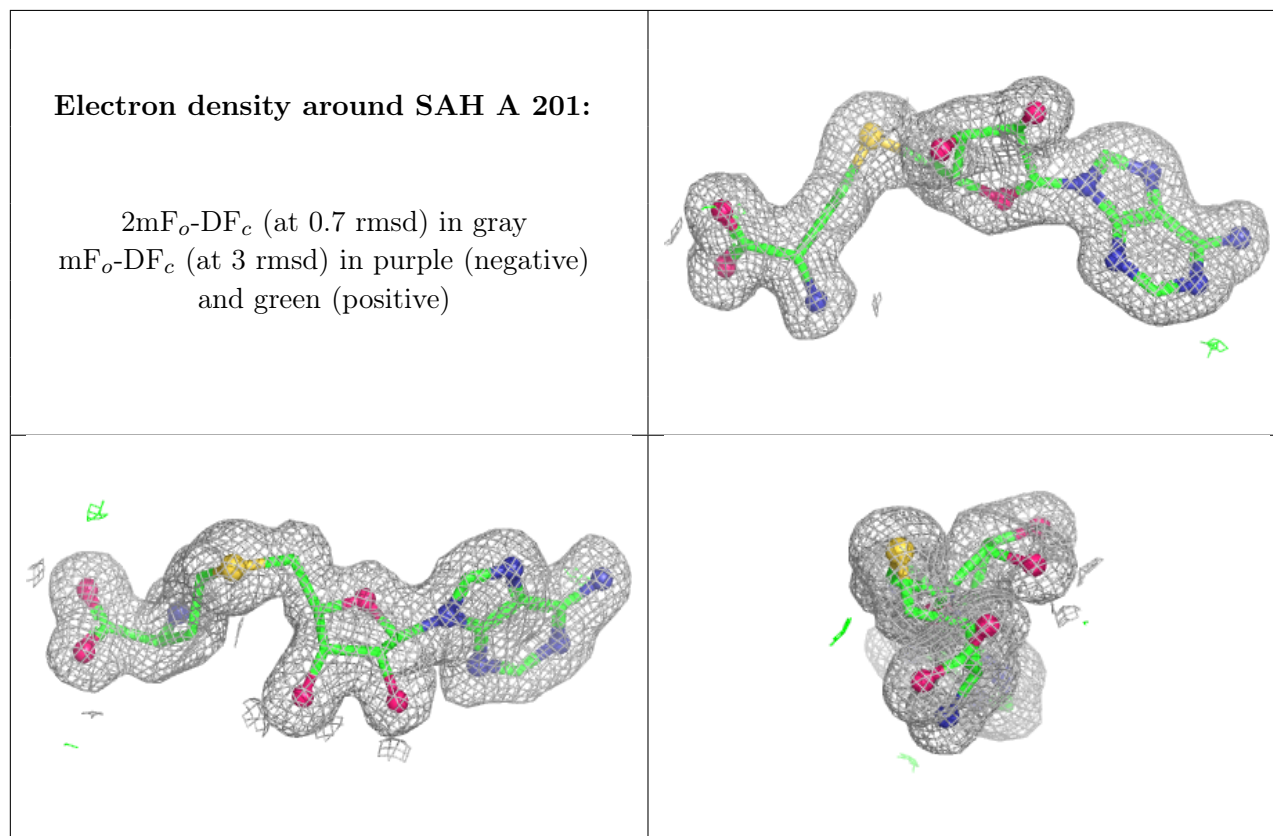 Electron density around SAH A 201:
2mFo-DFc (at 0.7 rmsd) in gray
mFo-DFc (at 3 rmsd) in purple (negative)
and green (positive)